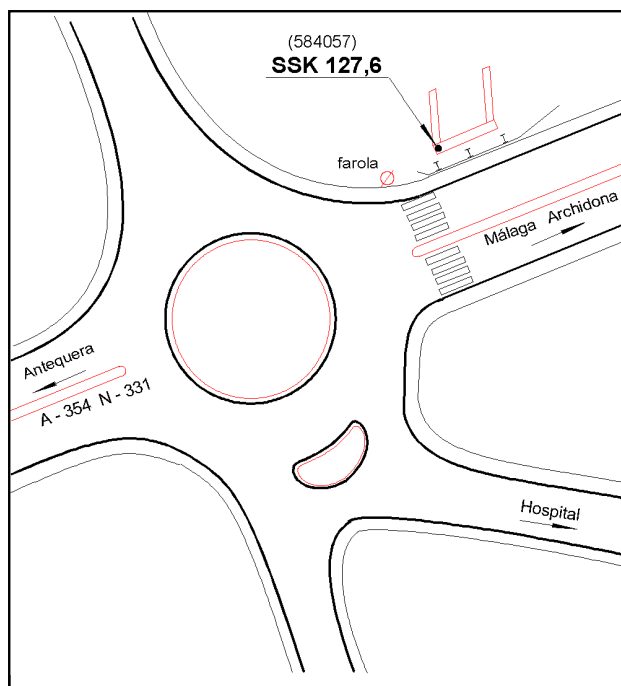 (584057)
SSK 127,6
farola
Málaga Archidona
Antequera
A - 354 N - 331
Hospital